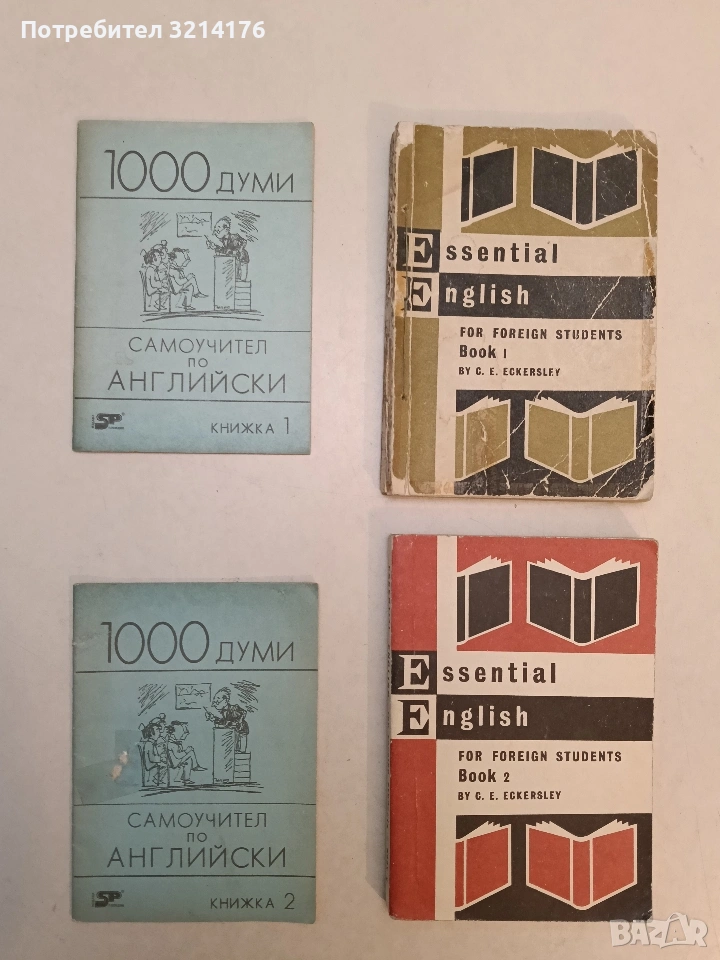 Потребител 3214176
1000 ДУМИ
САМОУЧИТЕЛ
ПО
АНГЛИЙСКИ
SP
КНИЖКА 1
Essential
English
FOR FOREIGN STUDENTS
Book 1
BY C. E. ECKERSLEY
1000 ДУМИ
САМОУЧИТЕЛ
ПО
АНГЛИЙСКИ
SP
КНИЖКА 2
Essential
English
FOR FOREIGN STUDENTS
Book 2
BY C. E. ECKERSLEY
BAZAR